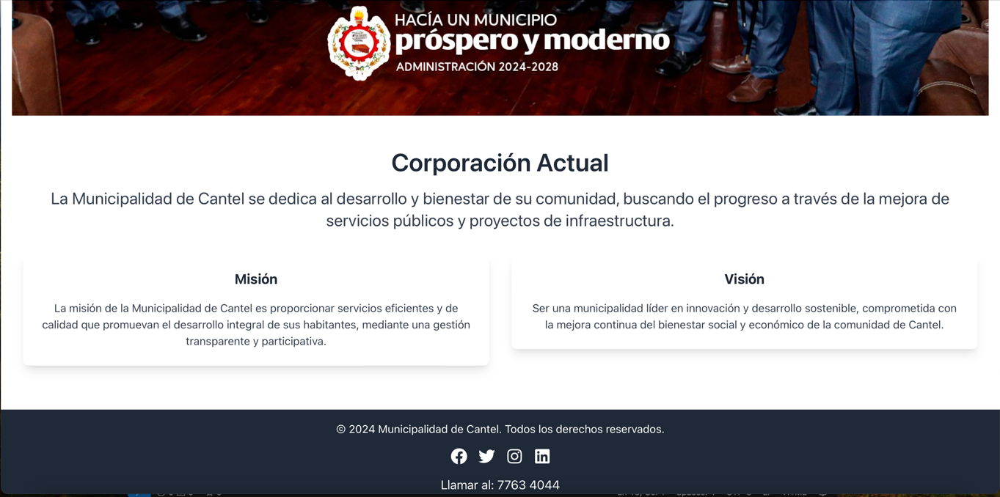 HACÍA UN MUNICIPIO
próspero y moderno
ADMINISTRACIÓN 2024-2028
Corporación Actual
La Municipalidad de Cantel se dedica al desarrollo y bienestar de su comunidad, buscando el progreso a través de la mejora de
servicios públicos y proyectos de infraestructura.
Misión
La misión de la Municipalidad de Cantel es proporcionar servicios eficientes y de
calidad que promuevan el desarrollo integral de sus habitantes, mediante una gestión
transparente y participativa.
Visión
Ser una municipalidad líder en innovación y desarrollo sostenible, comprometida con
la mejora continua del bienestar social y económico de la comunidad de Cantel.
© 2024 Municipalidad de Cantel. Todos los derechos reservados.
Llamar al: 7763 4044